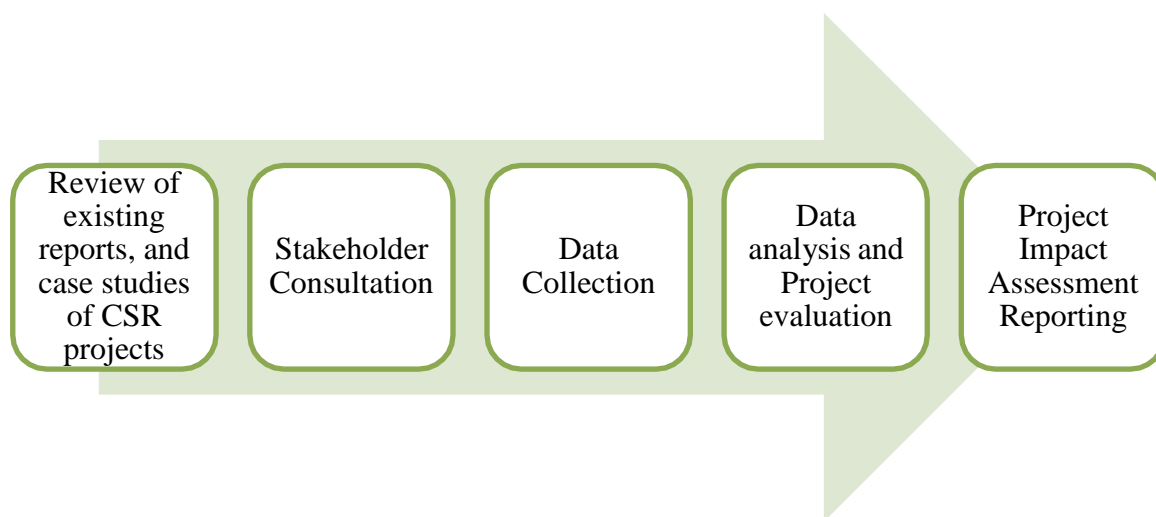 Review of
existing
reports, and
case studies
of CSR
projects
Stakeholder
Consultation
Data
Collection
Data
analysis and
Project
evaluation
Project
Impact
Assessment
Reporting